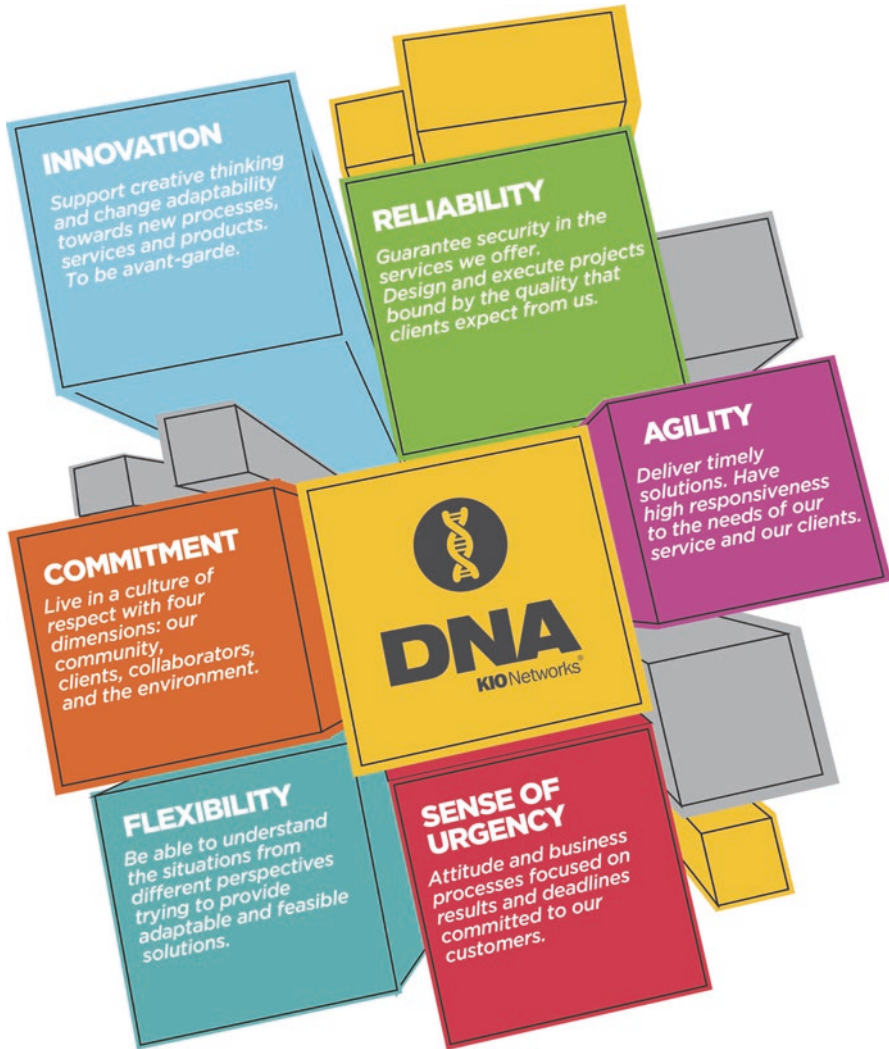 INNOVATION
Support creative thinking
and change adaptability
towards new processes,
services and products.
To be avant-garde.
RELIABILITY
Guarantee security in the
services we offer.
Design and execute projects
bound by the quality that
clients expect from us.
AGILITY
Deliver timely
solutions. Have
high responsiveness
to the needs of our
service and our clients.
COMMITMENT
Live in a culture of
respect with four
dimensions: our
community,
clients, collaborators,
and the environment.
DNA
KIO Networks®
FLEXIBILITY
Be able to understand
the situations from
different perspectives
trying to provide
adaptable and feasible
solutions.
SENSE OF
URGENCY
Attitude and business
processes focused on
results and deadlines
committed to our
customers.